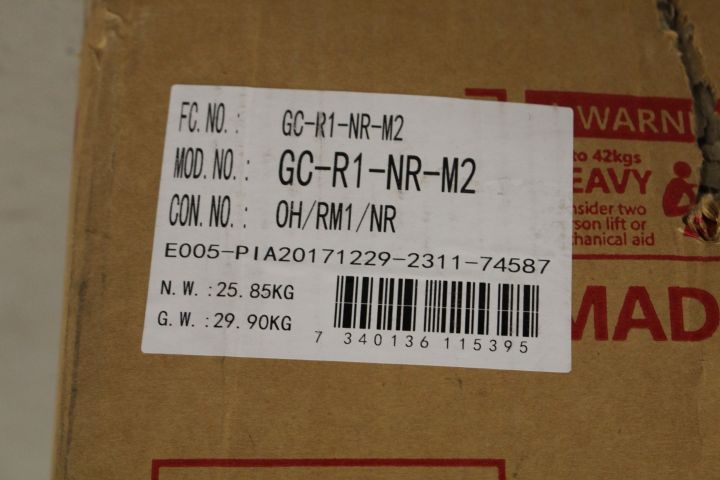 FC.NO.: GC-R1-NR-M2
MOD.NO.: GC-R1-NR-M2
CON.NO.: OH/RM1/NR
E005-PIA20171229-2311-74587
N.W.:25.85KG
G.W.:29.90KG
7 340136 115395
WARN
to 42kgs
EAVY
nsider two
son lift or
hanical aid
MAD